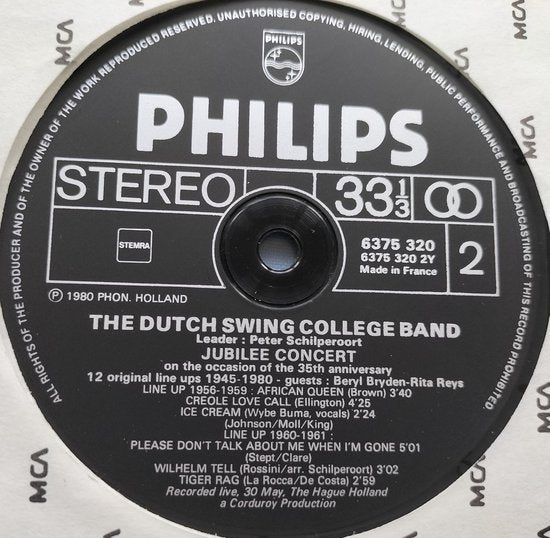 ALL RIGHTS OF THE PRODUCER AND OF THE OWNER OF THE WORK REPRODUCED RESERVED. UNAUTHORISED COPYING, HIRING, LENDING, PUBLIC PERFORMANCE AND BROADCASTING OF THIS RECORD PROHIBITED
PHILIPS
PHILIPS
STEREO 33 1/3
STEMRA
6375 320
6375 320 2Y
Made in France
2
Ⓟ 1980 PHON. HOLLAND
THE DUTCH SWING COLLEGE BAND
Leader : Peter Schilperoort
JUBILEE CONCERT
on the occasion of the 35th anniversary
12 original line ups 1945-1980 - guests : Beryl Bryden-Rita Reys
LINE UP 1956-1959 : AFRICAN QUEEN (Brown) 3'40
CREOLE LOVE CALL (Ellington) 4'25
ICE CREAM (Wybe Buma, vocals) 2'24
(Johnson/Moll/King)
LINE UP 1960-1961 :
PLEASE DON'T TALK ABOUT ME WHEN I'M GONE 5'01
(Stept/Clare)
WILHELM TELL (Rossini/arr. Schilperoort) 3'02
TIGER RAG (La Rocca/De Costa) 2'59
Recorded live, 30 May, The Hague Holland
a Corduroy Production
MCA
MCA
MCA
MCA
MCA
MCA
MCA